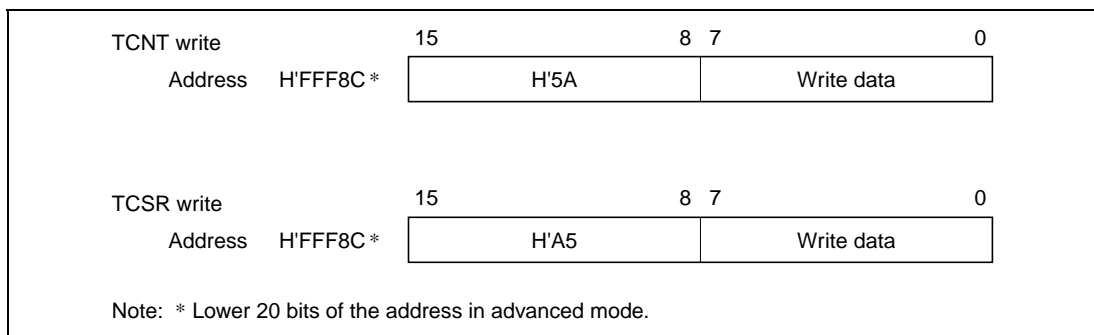 TCNT write 15 8 7 0
Address H'FFF8C * H'5A Write data
TCSR write 15 8 7 0
Address H'FFF8C * H'A5 Write data
Note: * Lower 20 bits of the address in advanced mode.